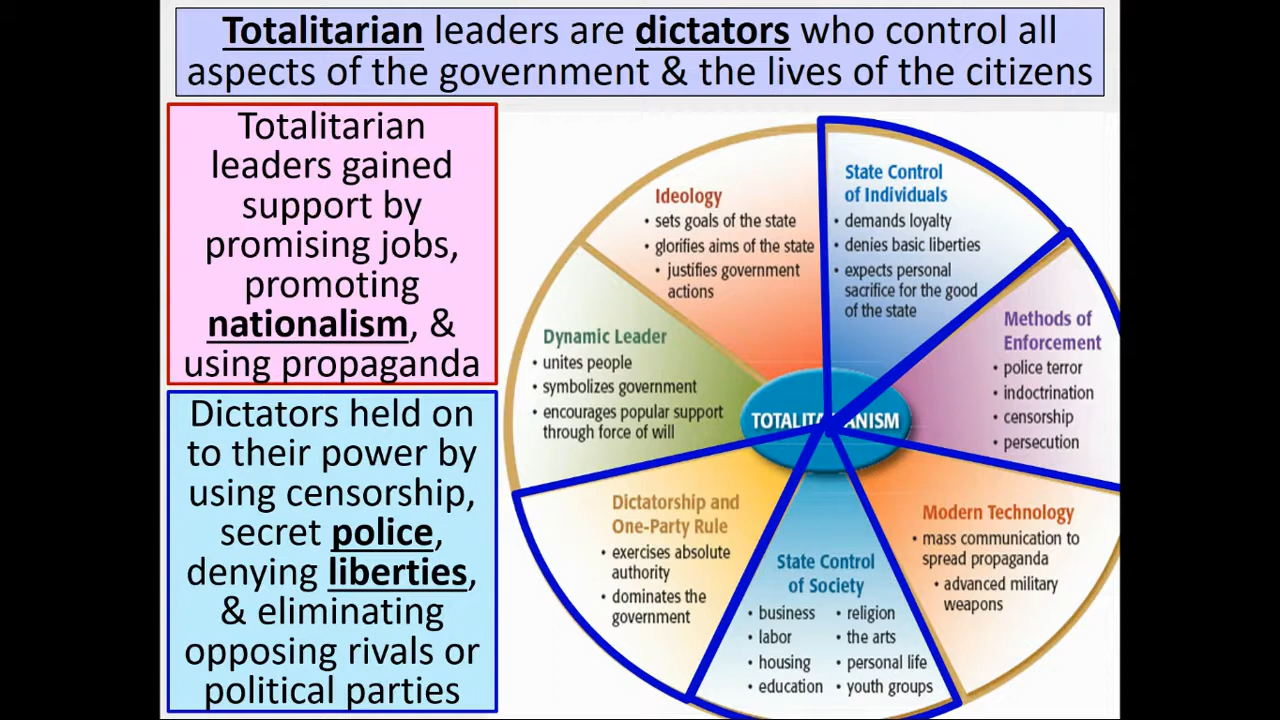 Totalitarian leaders are dictators who control all
aspects of the government & the lives of the citizens
Totalitarian
leaders gained
support by
promising jobs,
promoting
nationalism, &
using propaganda
Dictators held on
to their power by
using censorship,
secret police,
denying liberties,
& eliminating
opposing rivals or
political parties
Ideology
• sets goals of the state
• glorifies aims of the state
• justifies government
actions
State Control
of Individuals
• demands loyalty
• denies basic liberties
• expects personal
sacrifice for the good
of the state
Methods of
Enforcement
• police terror
• indoctrination
• censorship
• persecution
Modern Technology
• mass communication to
spread propaganda
• advanced military
weapons
State Control
of Society
• business
• labor
• housing
• education
• religion
• the arts
• personal life
• youth groups
Dictatorship and
One-Party Rule
• exercises absolute
authority
• dominates the
government
Dynamic Leader
• unites people
• symbolizes government
• encourages popular support
through force of will
TOTALITARIANISM